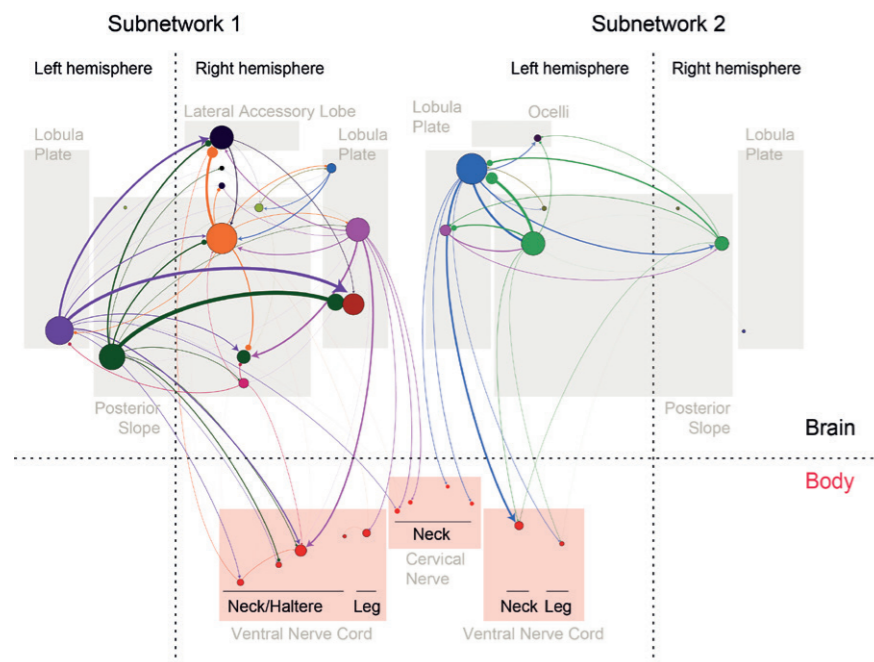 Subnetwork 1
Subnetwork 2
Left hemisphere
Right hemisphere
Left hemisphere
Right hemisphere
Lateral Accessory Lobe
Lobula
Plate
Lobula
Plate
Lobula
Plate
Ocelli
Lobula
Plate
Posterior
Slope
Posterior
Slope
Brain
Body
Neck
Cervical
Nerve
Neck/Haltere
Leg
Ventral Nerve Cord
Neck
Leg
Ventral Nerve Cord